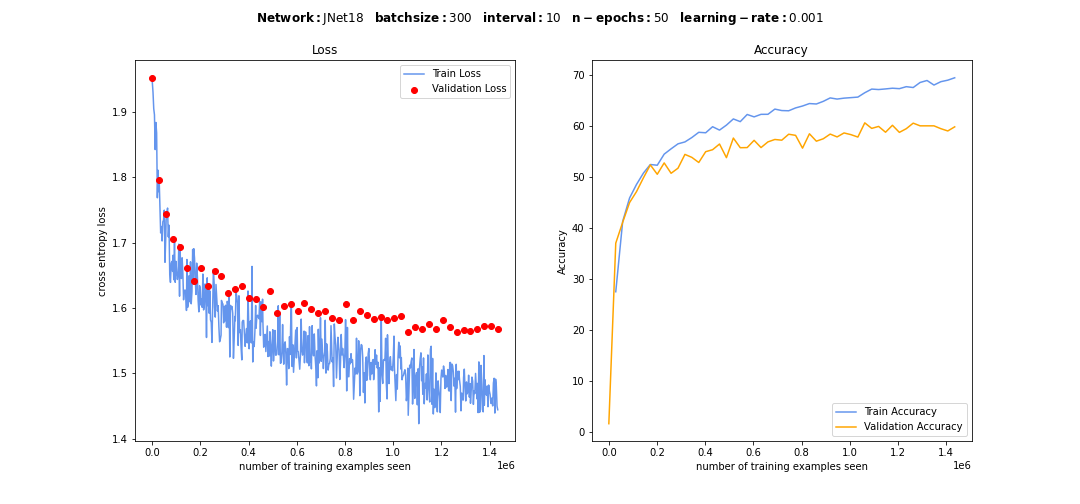 Network: JNet18 batchsize: 300 interval: 10 n − epochs: 50 learning − rate: 0.001
Loss
Train Loss
Validation Loss
cross entropy loss
1.9
1.8
1.7
1.6
1.5
1.4
0.0 0.2 0.4 0.6 0.8 1.0 1.2 1.4
1e6
number of training examples seen
Accuracy
Accuracy
70
60
50
40
30
20
10
0
Train Accuracy
Validation Accuracy
0.0 0.2 0.4 0.6 0.8 1.0 1.2 1.4
1e6
number of training examples seen